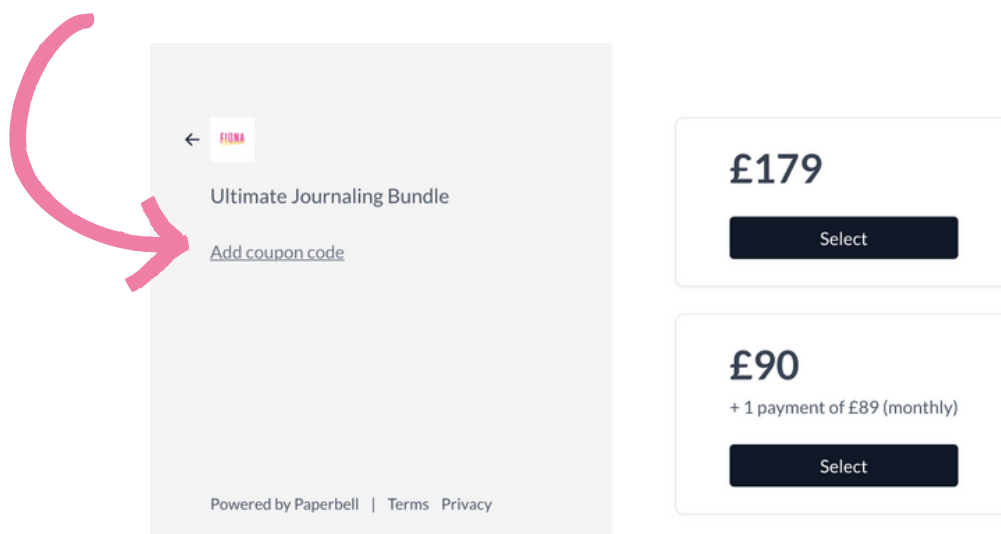 FIONA
Ultimate Journaling Bundle
Add coupon code
Powered by Paperbell | Terms Privacy
£179
Select
£90
+ 1 payment of £89 (monthly)
Select